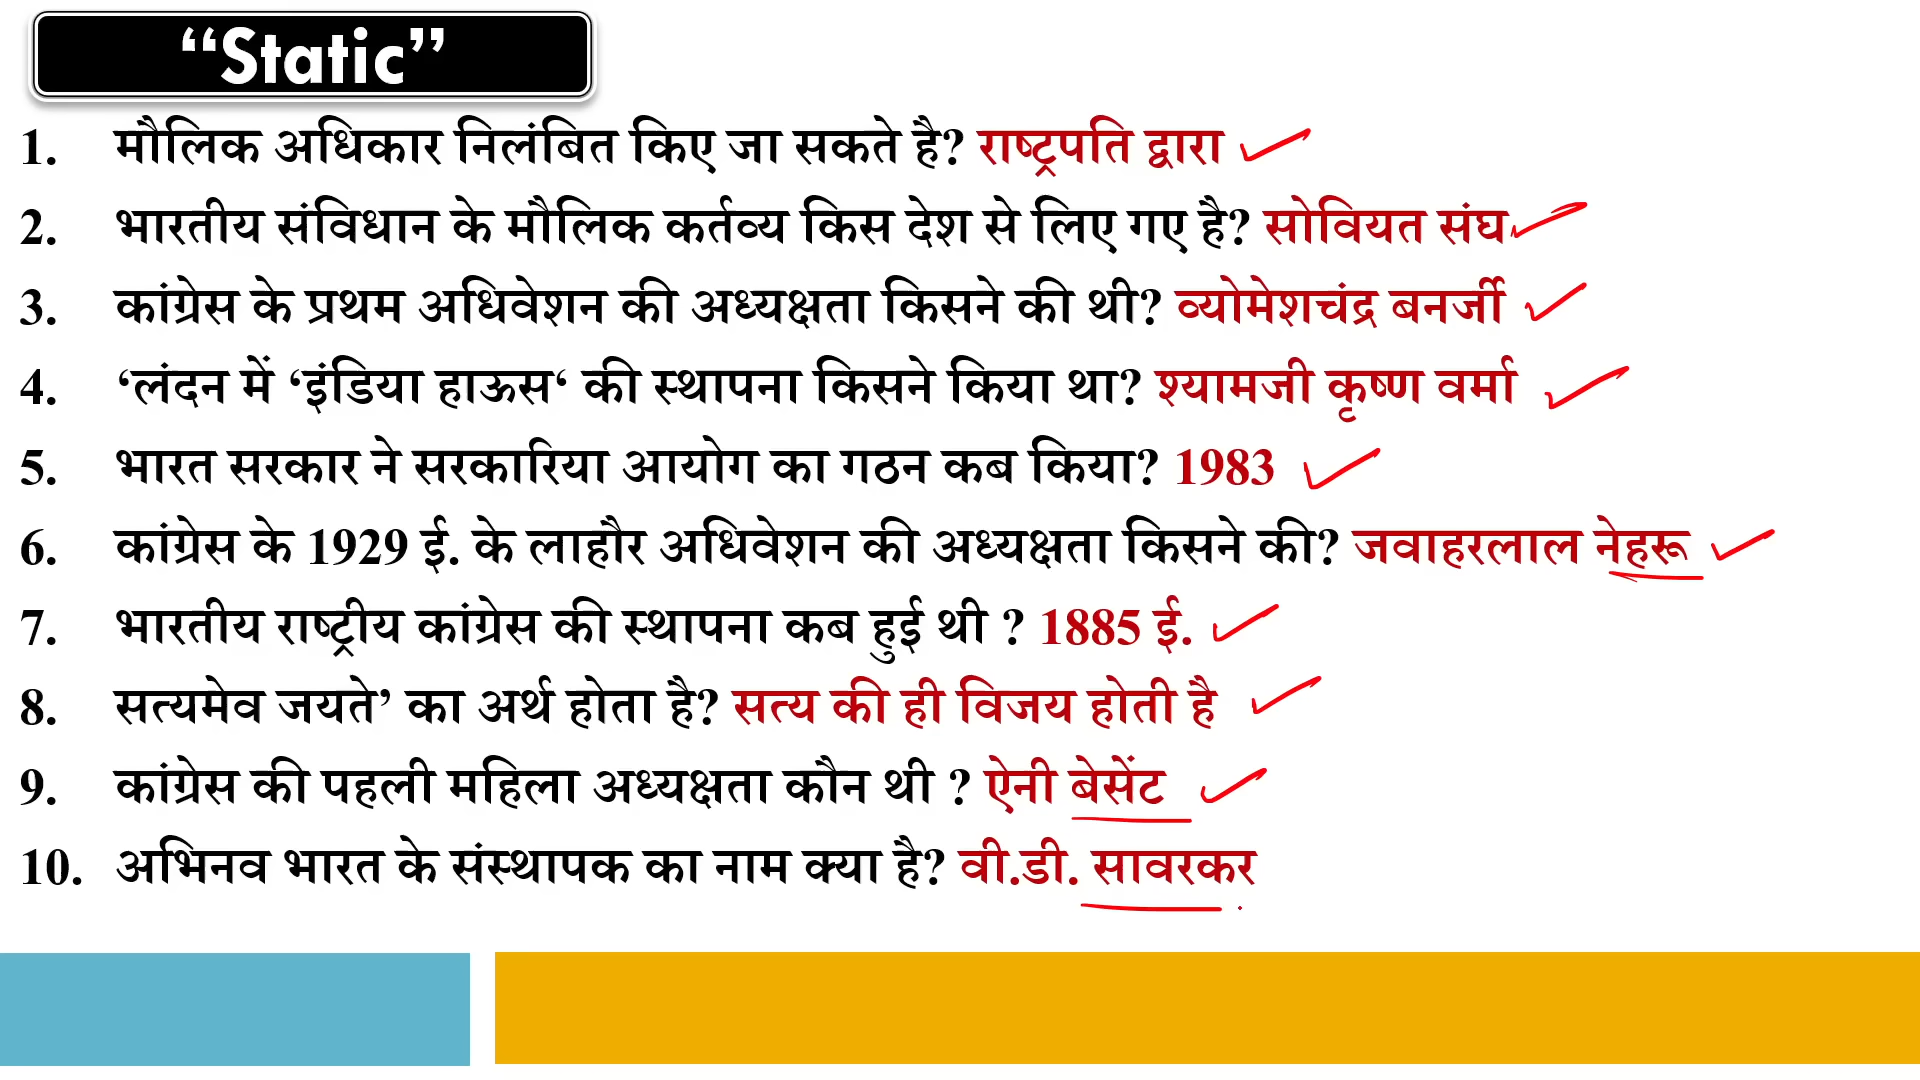 “Static”
1. मौलिक अधिकार निलंबित किए जा सकते है? राष्ट्रपति द्वारा
2. भारतीय संविधान के मौलिक कर्तव्य किस देश से लिए गए है? सोवियत संघ
3. कांग्रेस के प्रथम अधिवेशन की अध्यक्षता किसने की थी? व्योमेशचंद्र बनर्जी
4. ‘लंदन में ‘इंडिया हाऊस‘ की स्थापना किसने किया था? श्यामजी कृष्ण वर्मा
5. भारत सरकार ने सरकारिया आयोग का गठन कब किया? 1983
6. कांग्रेस के 1929 ई. के लाहौर अधिवेशन की अध्यक्षता किसने की? जवाहरलाल नेहरू
7. भारतीय राष्ट्रीय कांग्रेस की स्थापना कब हुई थी ? 1885 ई.
8. सत्यमेव जयते’ का अर्थ होता है? सत्य की ही विजय होती है
9. कांग्रेस की पहली महिला अध्यक्षता कौन थी ? ऐनी बेसेंट
10. अभिनव भारत के संस्थापक का नाम क्या है? वी.डी. सावरकर